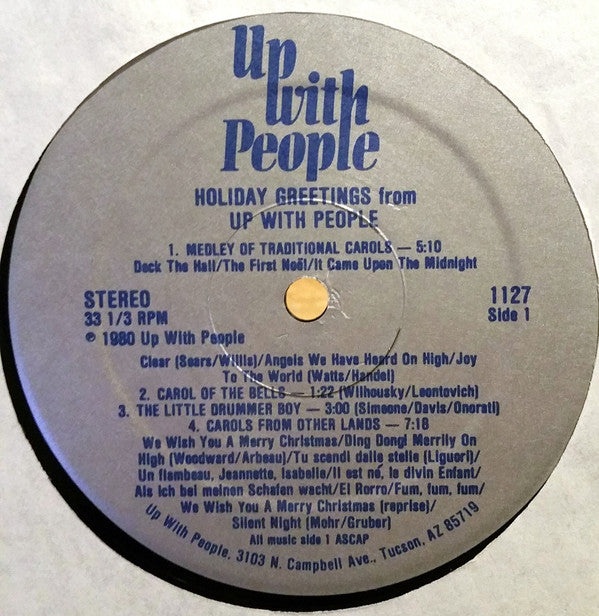 Up
with
People
HOLIDAY GREETINGS from
UP WITH PEOPLE
1. MEDLEY OF TRADITIONAL CAROLS — 5:10
Deck The Hall/The First Noël/It Came Upon The Midnight
STEREO
33 1/3 RPM
℗ 1980 Up With People
1127
Side 1
Clear (Sears/Willis)/Angels We Have Heard On High/Joy
To The World (Watts/Handel)
2. CAROL OF THE BELLS — 1:22 (Wilhousky/Leontovich)
3. THE LITTLE DRUMMER BOY — 3:00 (Simeone/Davis/Onorati)
4. CAROLS FROM OTHER LANDS — 7:18
We Wish You A Merry Christmas/Ding Dong! Merrily On
High (Woodward/Arbeau)/Tu scendi dalle stelle (Liguori)/
Un flambeau, Jeannette, Isabelle/Il est né, le divin Enfant/
Als ich bei meinen Schafen wacht/El Rorro/Fum, fum, fum/
We Wish You A Merry Christmas (reprise)/
Silent Night (Mohr/Gruber)
All music side 1 ASCAP
Up With People, 3103 N. Campbell Ave., Tucson, AZ 85719